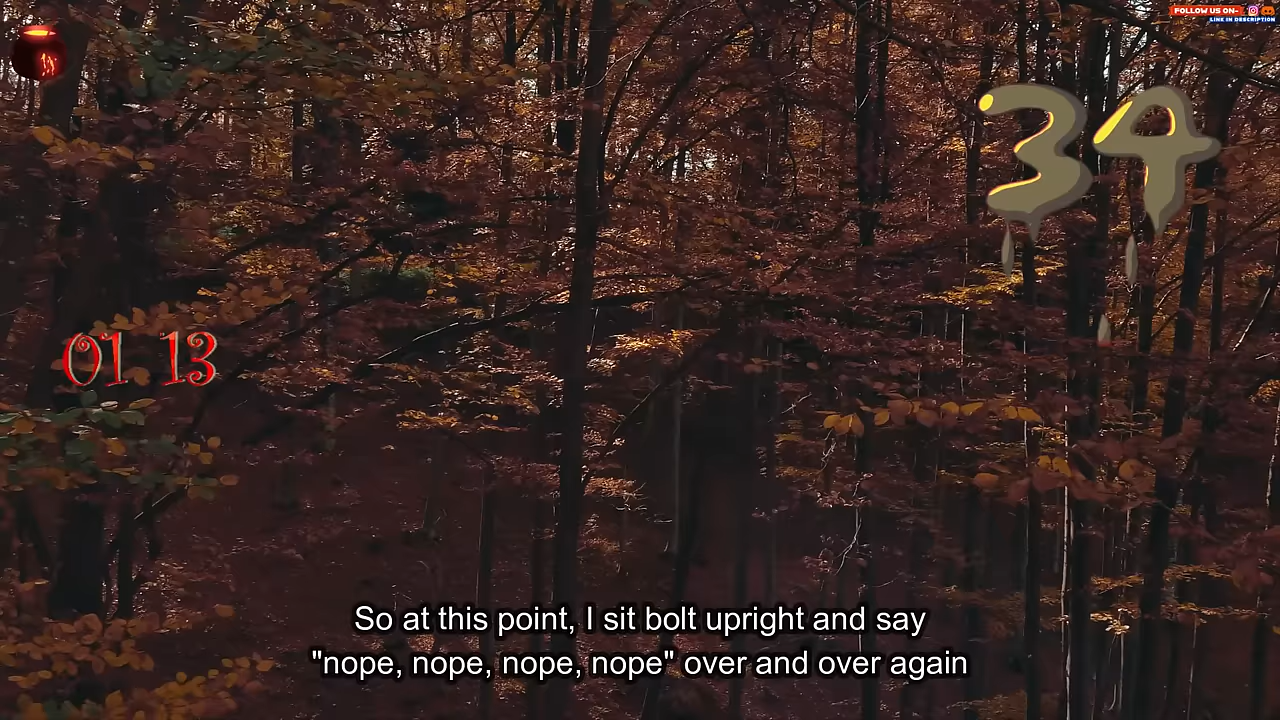 FOLLOW US ON-
LINK IN DESCRIPTION
34
01 13
So at this point, I sit bolt upright and say
"nope, nope, nope, nope" over and over again